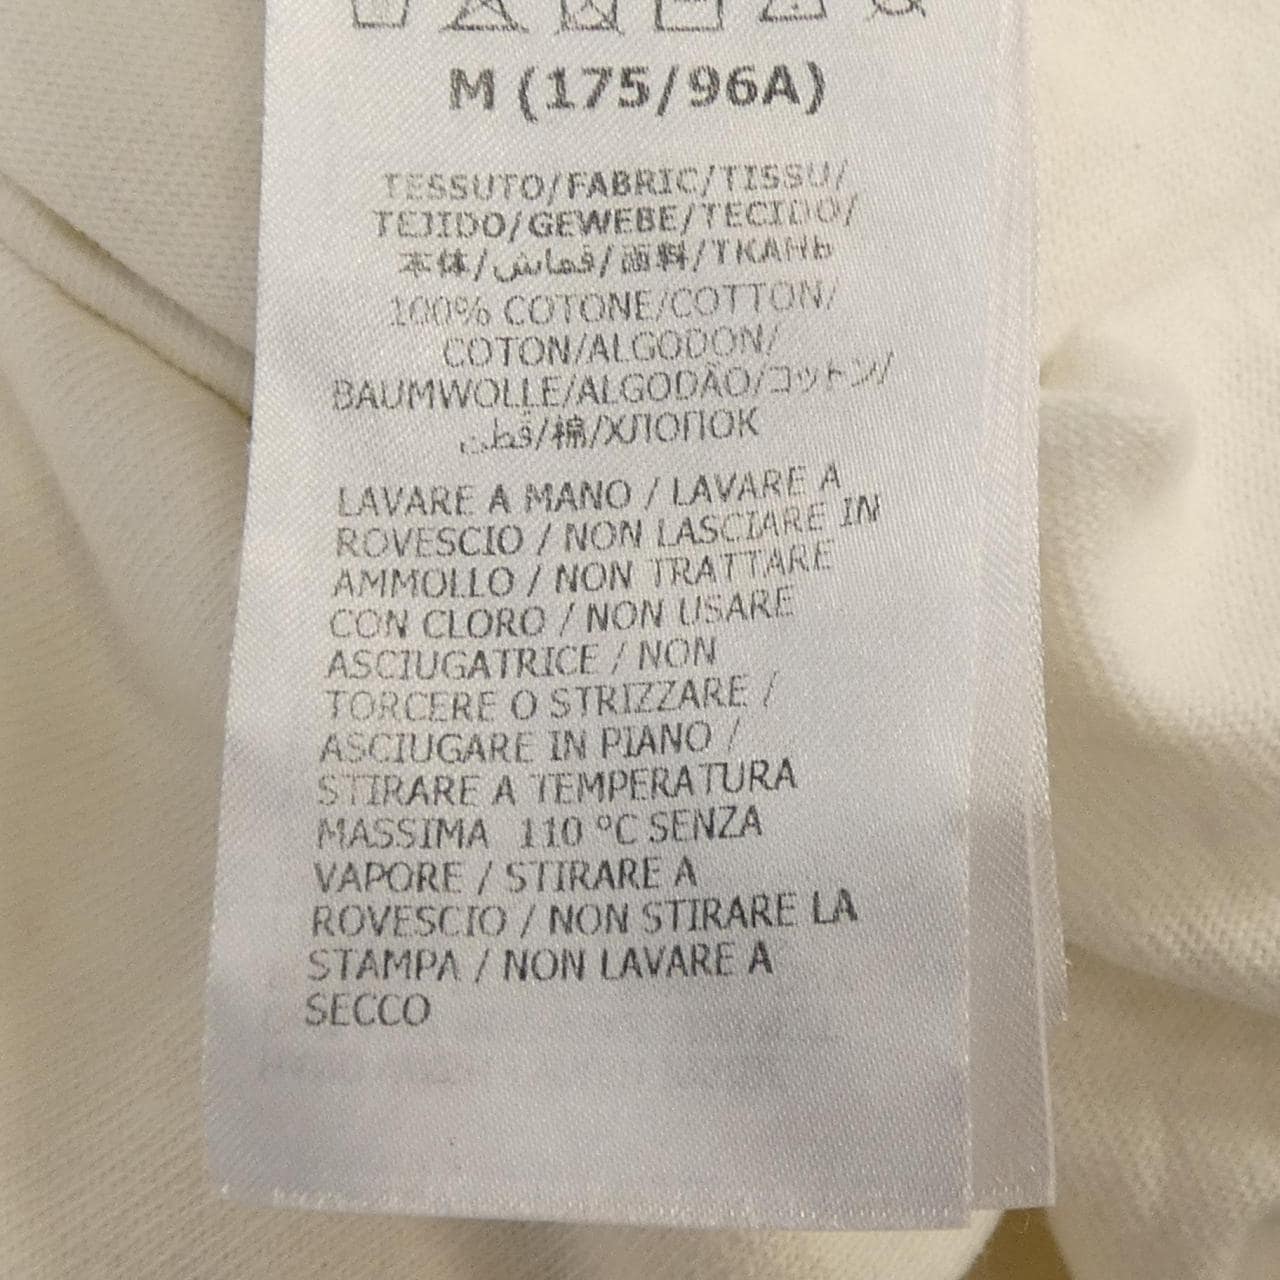 M (175/96A)
TESSUTO/FABRIC/TISSU/
TEJIDO/GEWEBE/TECIDO/
本体/قماش/面料/ТКАНЬ
100% COTONE/COTTON/
COTON/ALGODON/
BAUMWOLLE/ALGODÃO/コットン/
قطن/棉/ХЛОПОК
LAVARE A MANO / LAVARE A
ROVESCIO / NON LASCIARE IN
AMMOLLO / NON TRATTARE
CON CLORO / NON USARE
ASCIUGATRICE / NON
TORCERE O STRIZZARE /
ASCIUGARE IN PIANO /
STIRARE A TEMPERATURA
MASSIMA 110 °C SENZA
VAPORE / STIRARE A
ROVESCIO / NON STIRARE LA
STAMPA / NON LAVARE A
SECCO